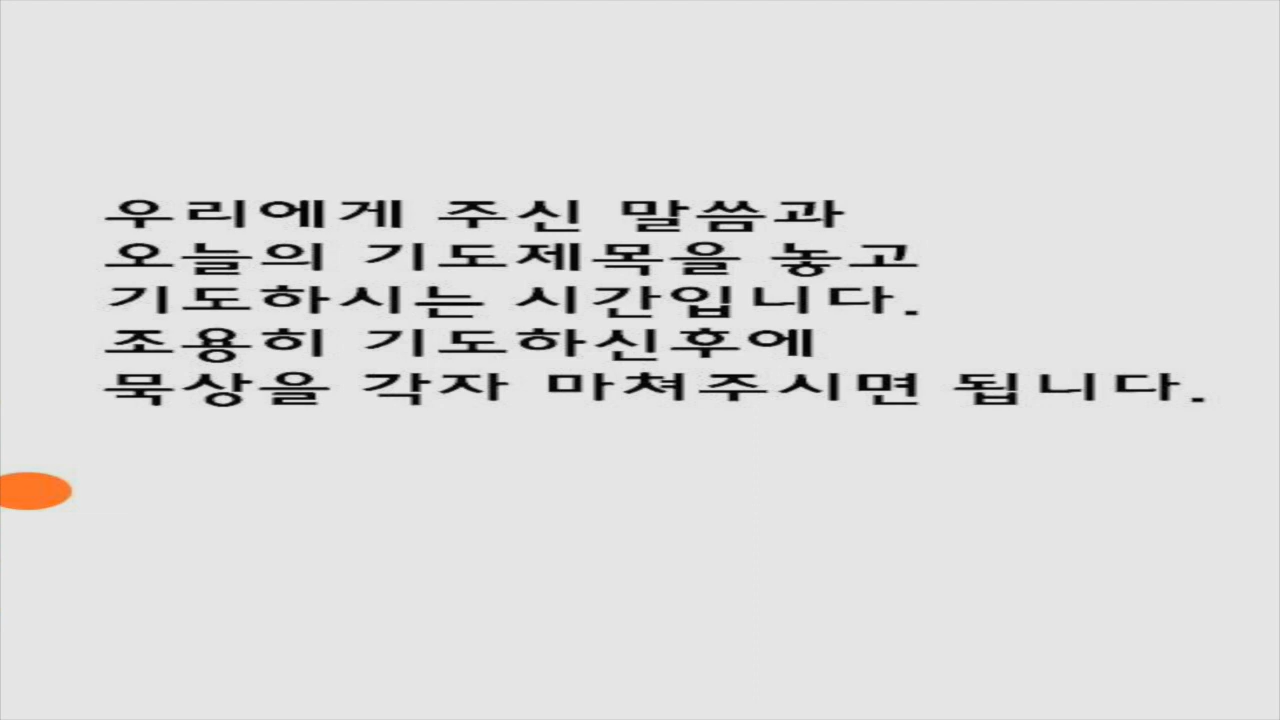 우리에게 주신 말씀과
오늘의 기도제목을 놓고
기도하시는 시간입니다.
조용히 기도하신후에
묵상을 각자 마쳐주시면 됩니다.